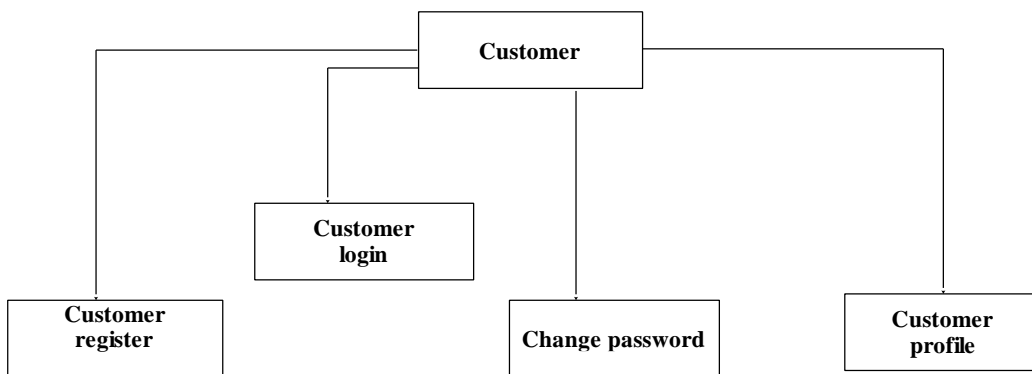 Customer
Customer
login
Customer
register
Change password
Customer
profile